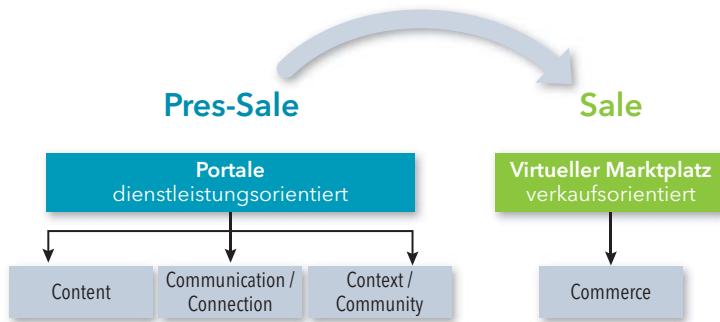 Pres-Sale
Sale
Portale
dienstleistungsorientiert
Virtueller Marktplatz
verkaufsorientiert
Content
Communication /
Connection
Context /
Community
Commerce